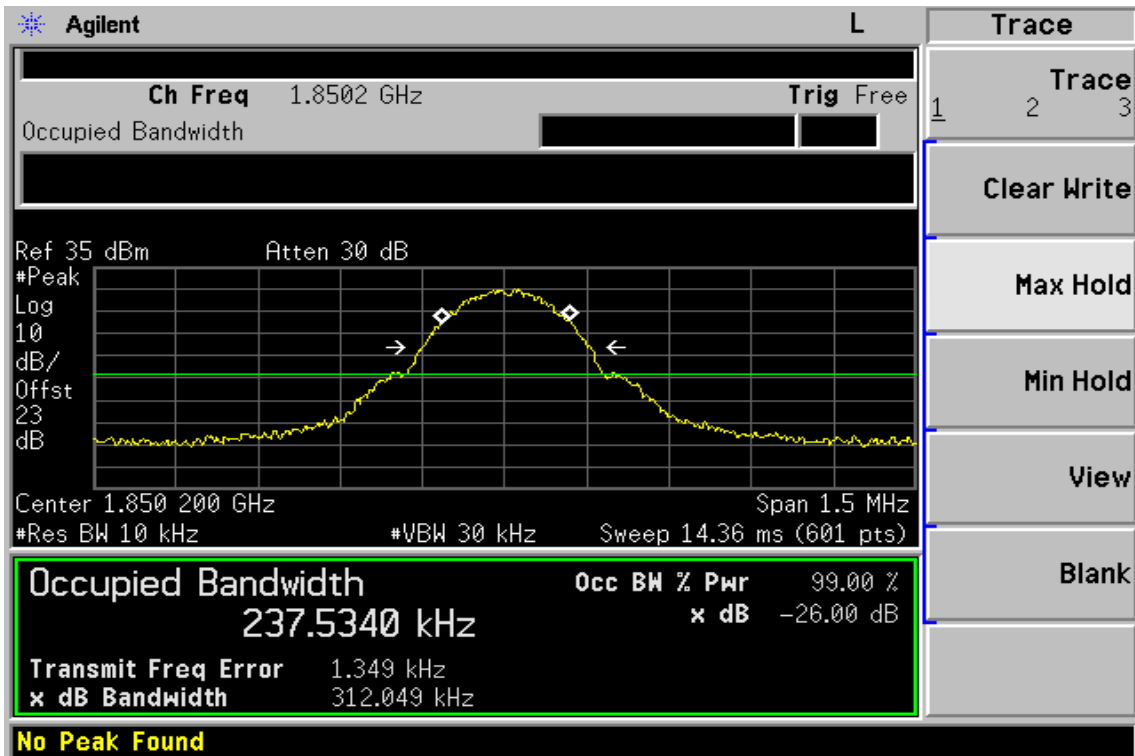 Agilent L Trace
Ch Freq 1.8502 GHz Trig Free
Occupied Bandwidth
Trace
1 2 3
Clear Write
Ref 35 dBm Atten 30 dB
#Peak
Log
10
dB/
Offst
23
dB
Max Hold
Min Hold
View
Center 1.850 200 GHz Span 1.5 MHz
#Res BW 10 kHz #VBW 30 kHz Sweep 14.36 ms (601 pts)
Blank
Occupied Bandwidth Occ BW % Pwr 99.00 %
237.5340 kHz x dB -26.00 dB
Transmit Freq Error 1.349 kHz
x dB Bandwidth 312.049 kHz
No Peak Found